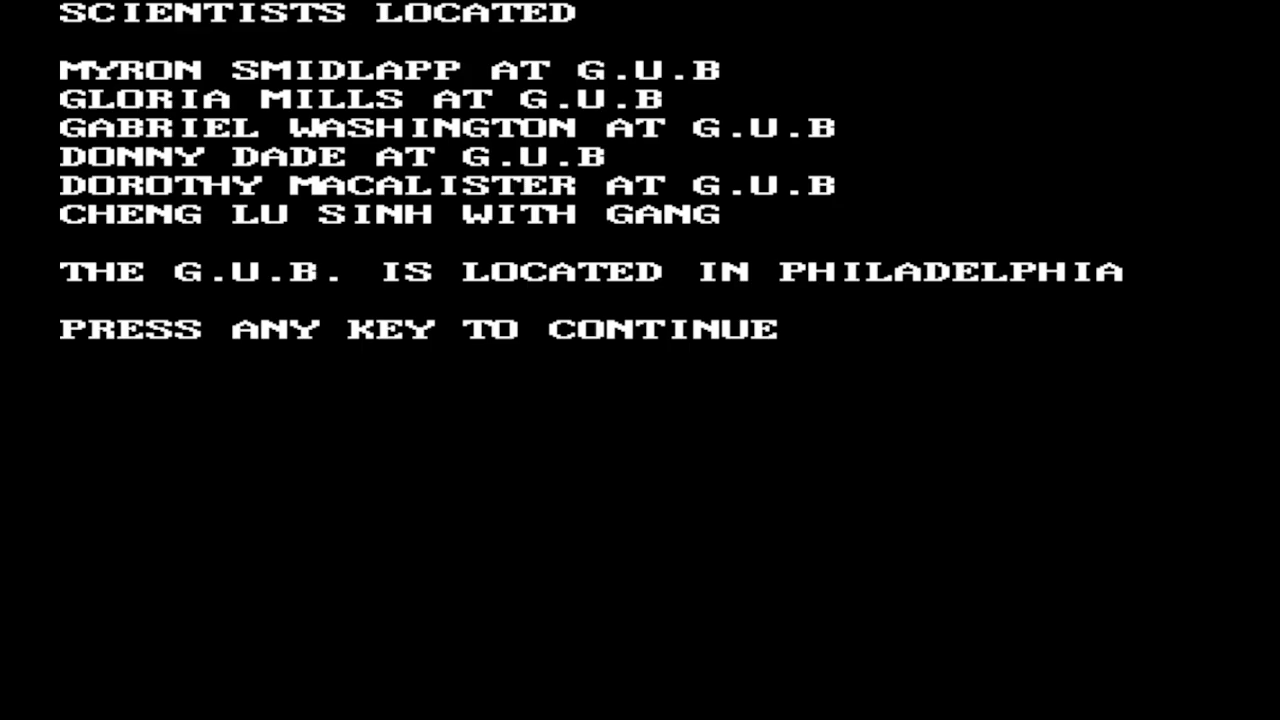 SCIENTISTS LOCATED
MYRON SMIDLAPP AT G.U.B
GLORIA MILLS AT G.U.B
GABRIEL WASHINGTON AT G.U.B
DONNY DADE AT G.U.B
DOROTHY MACALISTER AT G.U.B
CHENG LU SINH WITH GANG
THE G.U.B. IS LOCATED IN PHILADELPHIA
PRESS ANY KEY TO CONTINUE